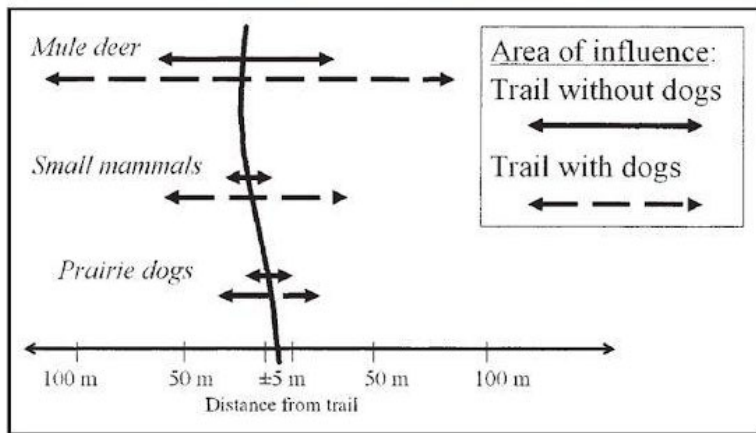 Mule deer
Small mammals
Prairie dogs
100 m 50 m ±5 m 50 m 100 m
Distance from trail
Area of influence:
Trail without dogs
Trail with dogs